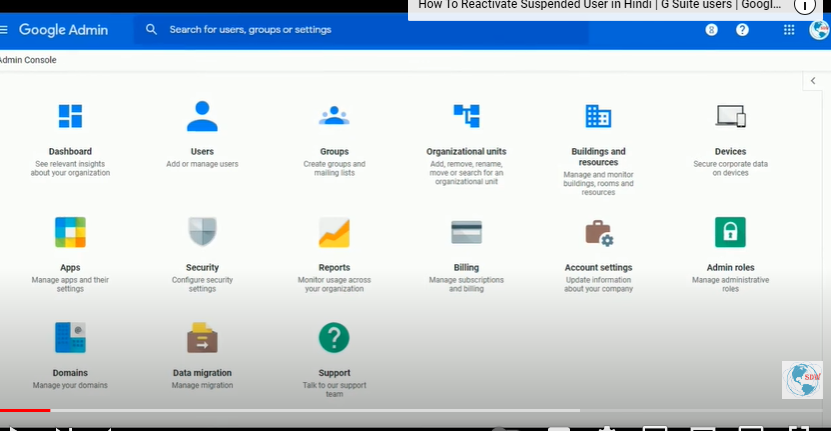 How To Reactivate Suspended User in Hindi | G Suite users | Googl...
Google Admin
Search for users, groups or settings
8
?
Admin Console
Dashboard
See relevant insights
about your organization
Users
Add or manage users
Groups
Create groups and
mailing lists
Organizational units
Add, remove, rename,
move or search for an
organizational unit
Buildings and
resources
Manage and monitor
buildings, rooms and
resources
Devices
Secure corporate data
on devices
Apps
Manage apps and their
settings
Security
Configure security
settings
Reports
Monitor usage across
your organization
Billing
Manage subscriptions
and billing
Account settings
Update information
about your company
Admin roles
Manage administrative
roles
Domains
Manage your domains
Data migration
Manage migration
?
Support
Talk to our support
team
SDW